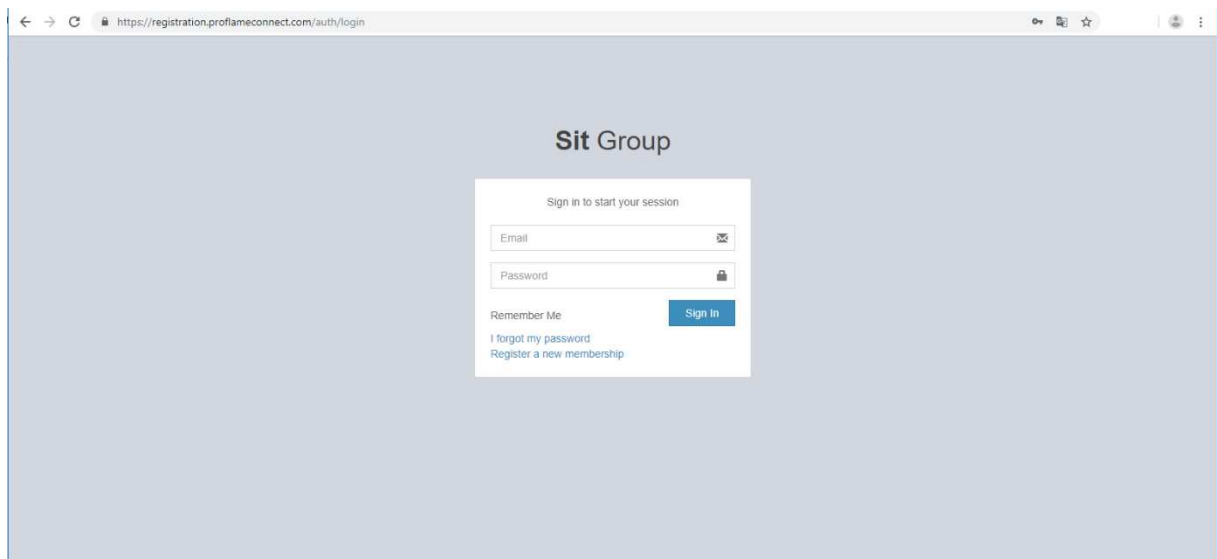 https://registration.proflameconnect.com/auth/login
Sit Group
Sign in to start your session
Email
Password
Remember Me
Sign In
I forgot my password
Register a new membership